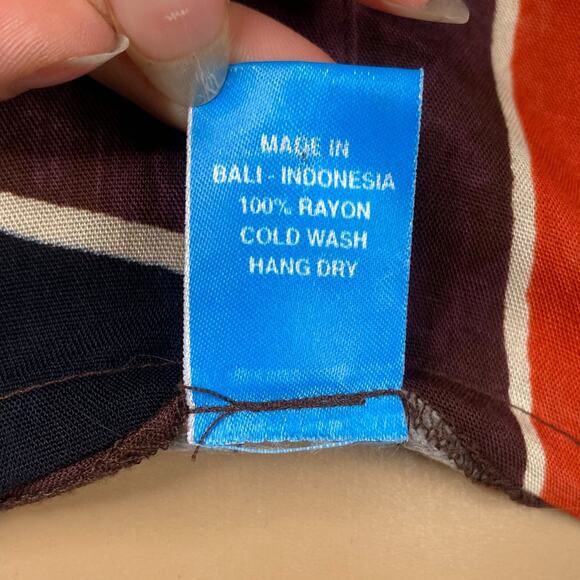 MADE IN
BALI - INDONESIA
100% RAYON
COLD WASH
HANG DRY